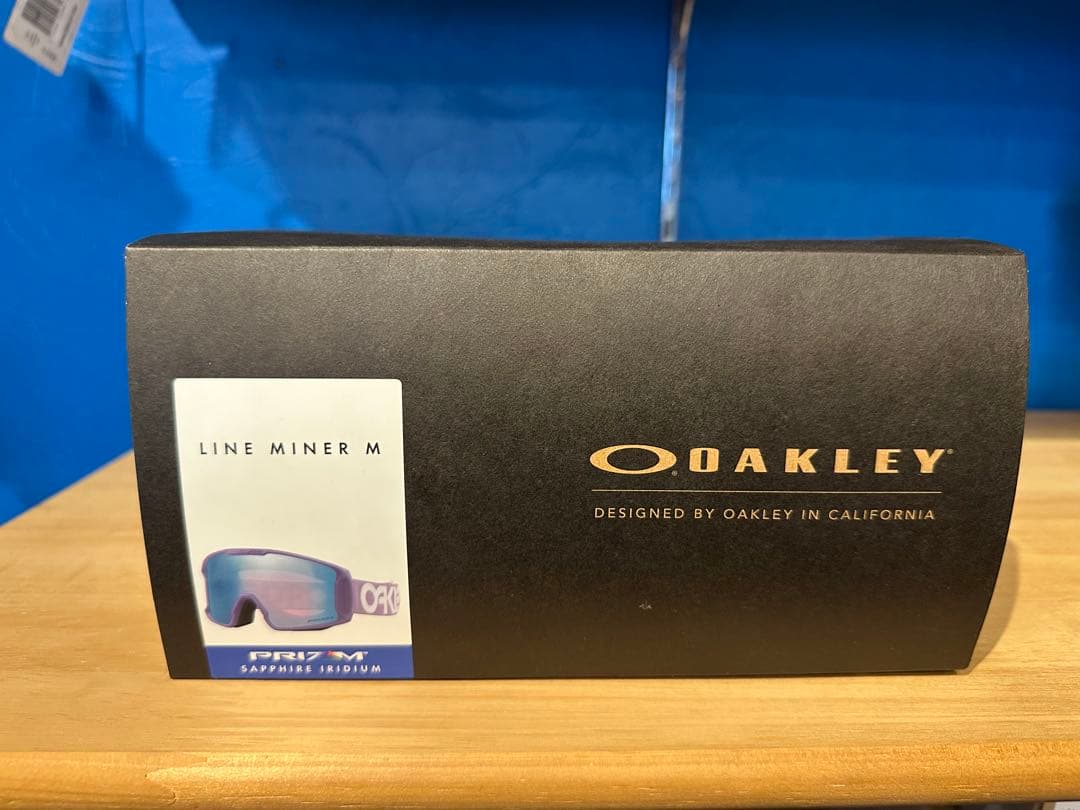 LINE MINER M
OAKLEY
DESIGNED BY OAKLEY IN CALIFORNIA
PRIZM
SAPPHIRE IRIDIUM